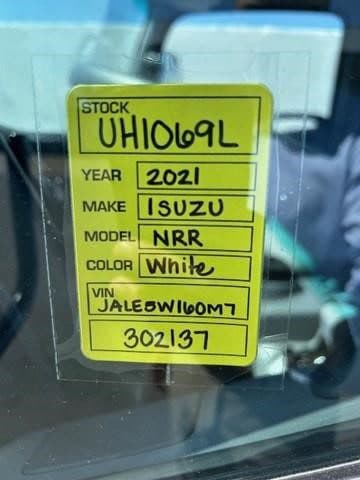 STOCK
UH1069L
YEAR 2021
MAKE ISUZU
MODEL NRR
COLOR White
VIN
JALE5W160M7
302137